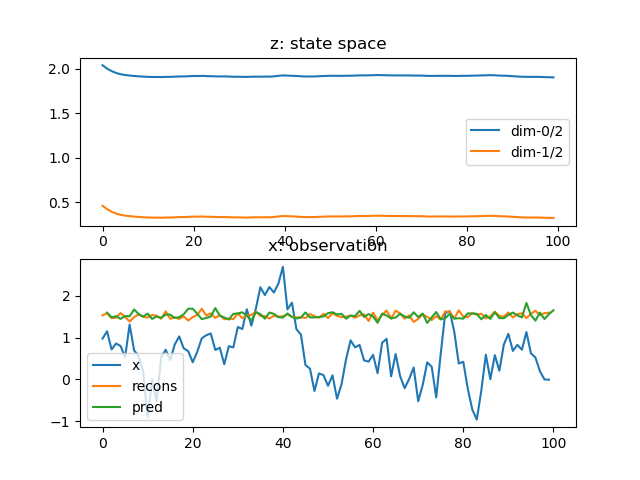 z: state space
2.0
1.5
1.0
0.5
dim-0/2
dim-1/2
0 20 40 60 80 100
x: observation
2
1
0
−1
x
recons
pred
0 20 40 60 80 100